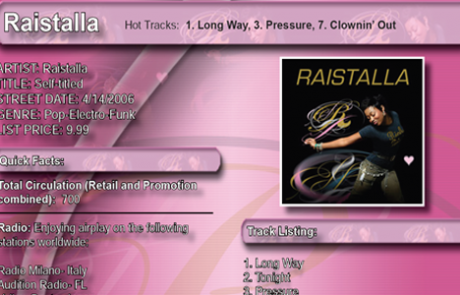 Raistalla
Hot Tracks: 1. Long Way, 3. Pressure, 7. Clownin' Out
ARTIST: Raistalla
TITLE: Self-titled
STREET DATE: 4/14/2006
GENRE: Pop-Electro-Funk
LIST PRICE: 9.99
RAISTALLA
Quick Facts:
Total Circulation (Retail and Promotion
combined): 700
Radio: Enjoying airplay on the following
stations worldwide:
Radio Milano- Italy
Audition Radio- FL
Track Listing:
1. Long Way
2. Tonight
3. Pressure